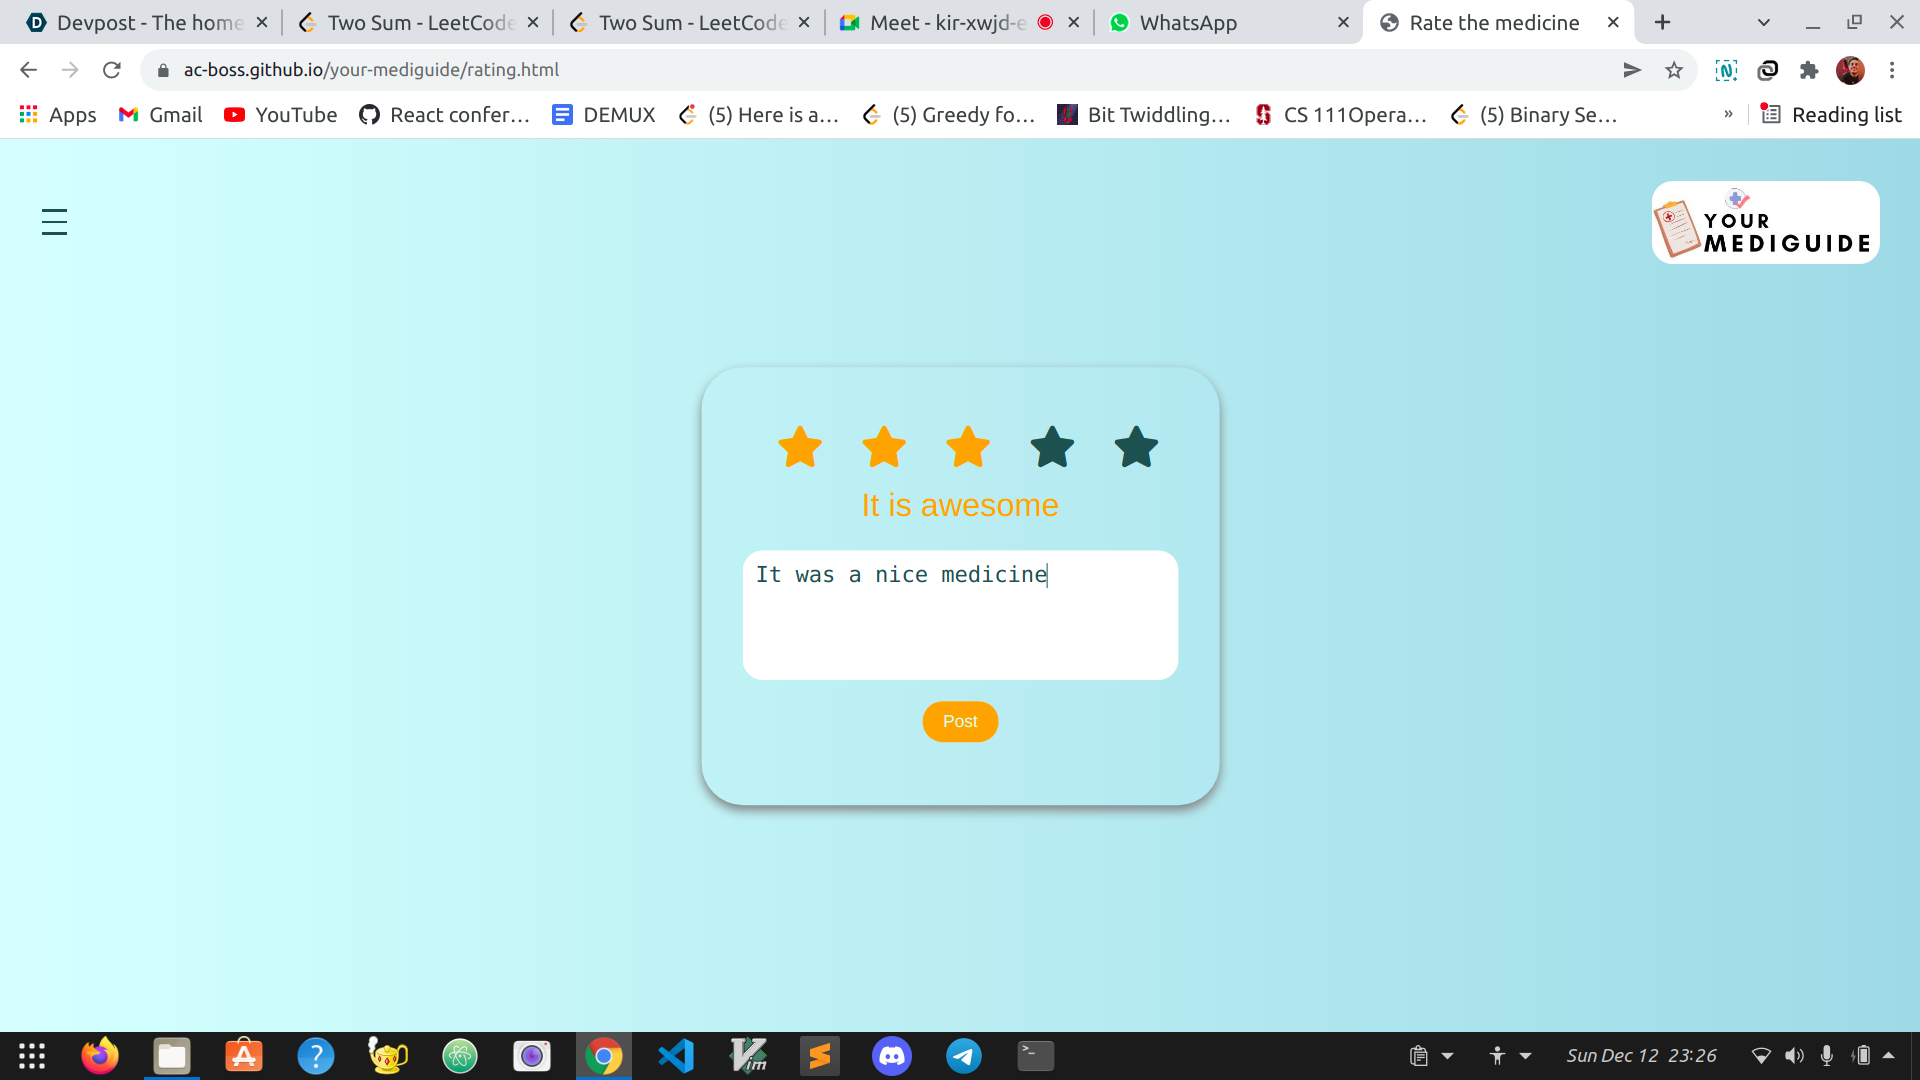 Devpost - The home
Two Sum - LeetCode
Two Sum - LeetCode
Meet - kir-xwjd-e
WhatsApp
Rate the medicine
ac-boss.github.io/your-mediguide/rating.html
Apps
Gmail
YouTube
React confer...
DEMUX
(5) Here is a...
(5) Greedy fo...
Bit Twiddling...
CS 111Opera...
(5) Binary Se...
»
Reading list
YOUR
MEDIGUIDE
It is awesome
It was a nice medicine
Post
Sun Dec 12 23:26